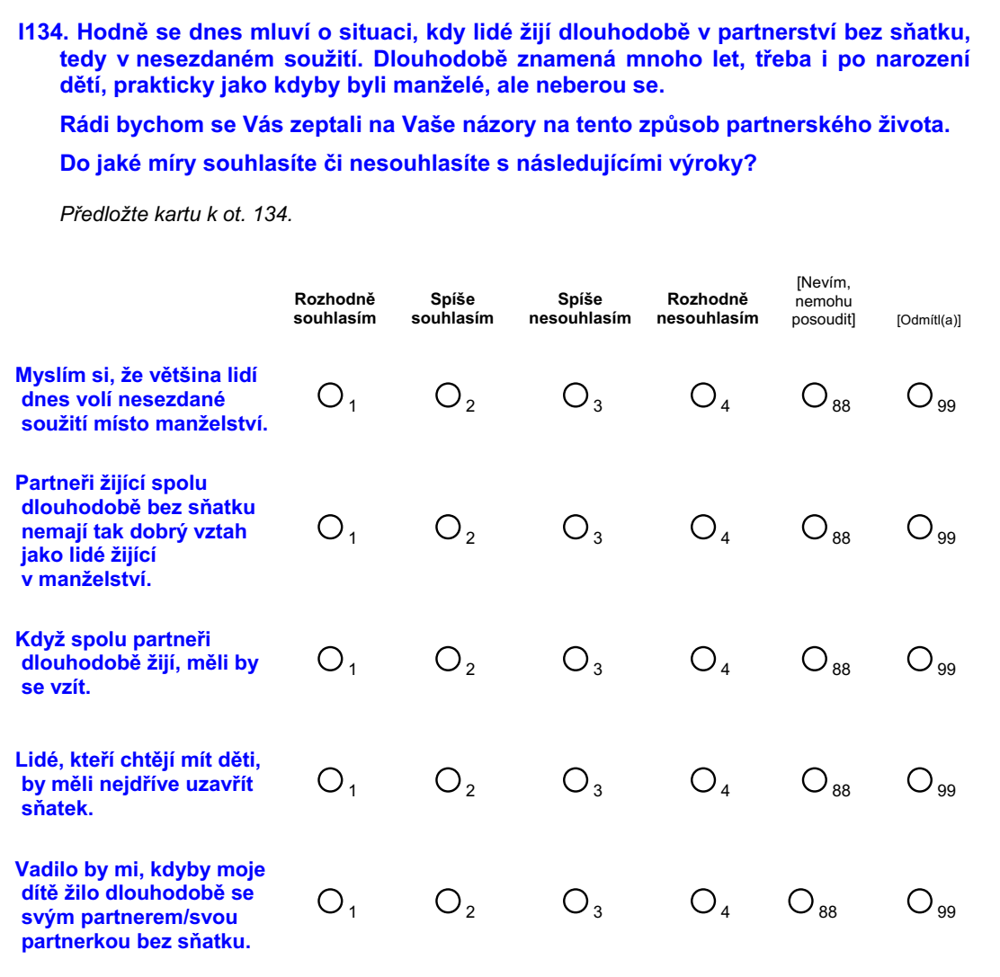 I134. Hodně se dnes mluví o situaci, kdy lidé žijí dlouhodobě v partnerství bez sňatku,
tedy v nesezdaném soužití. Dlouhodobě znamená mnoho let, třeba i po narození
dětí, prakticky jako kdyby byli manželé, ale neberou se.
Rádi bychom se Vás zeptali na Vaše názory na tento způsob partnerského života.
Do jaké míry souhlasíte či nesouhlasíte s následujícími výroky?
Předložte kartu k ot. 134.
Rozhodně
souhlasím
Spíše
souhlasím
Spíše
nesouhlasím
Rozhodně
nesouhlasím
[Nevím,
nemohu
posoudit]
[Odmítl(a)]
Myslím si, že většina lidí
dnes volí nesezdané
soužití místo manželství.
1 2 3 4 88 99
Partneři žijící spolu
dlouhodobě bez sňatku
nemají tak dobrý vztah
jako lidé žijící
v manželství.
1 2 3 4 88 99
Když spolu partneři
dlouhodobě žijí, měli by
se vzít.
1 2 3 4 88 99
Lidé, kteří chtějí mít děti,
by měli nejdříve uzavřít
sňatek.
1 2 3 4 88 99
Vadilo by mi, kdyby moje
dítě žilo dlouhodobě se
svým partnerem/svou
partnerkou bez sňatku.
1 2 3 4 88 99